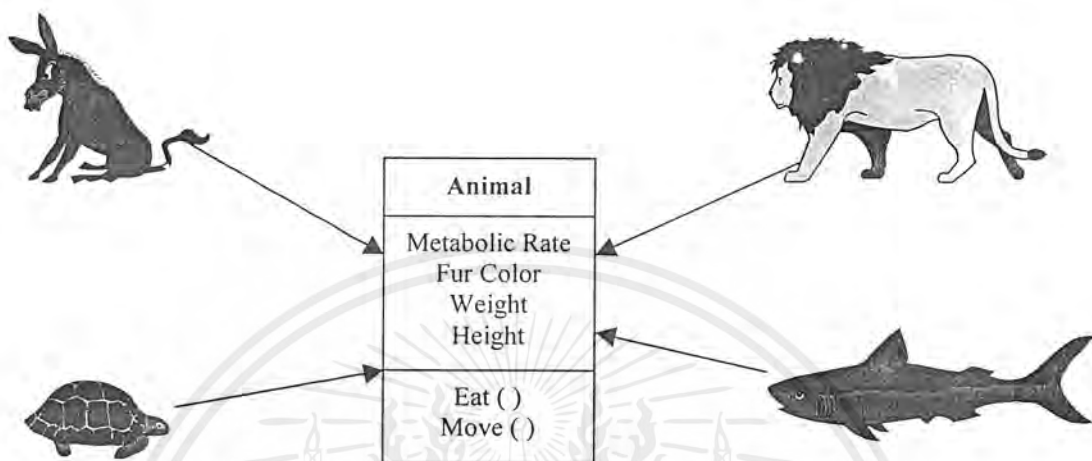 Animal
Metabolic Rate
Fur Color
Weight
Height
Eat ( )
Move ( )